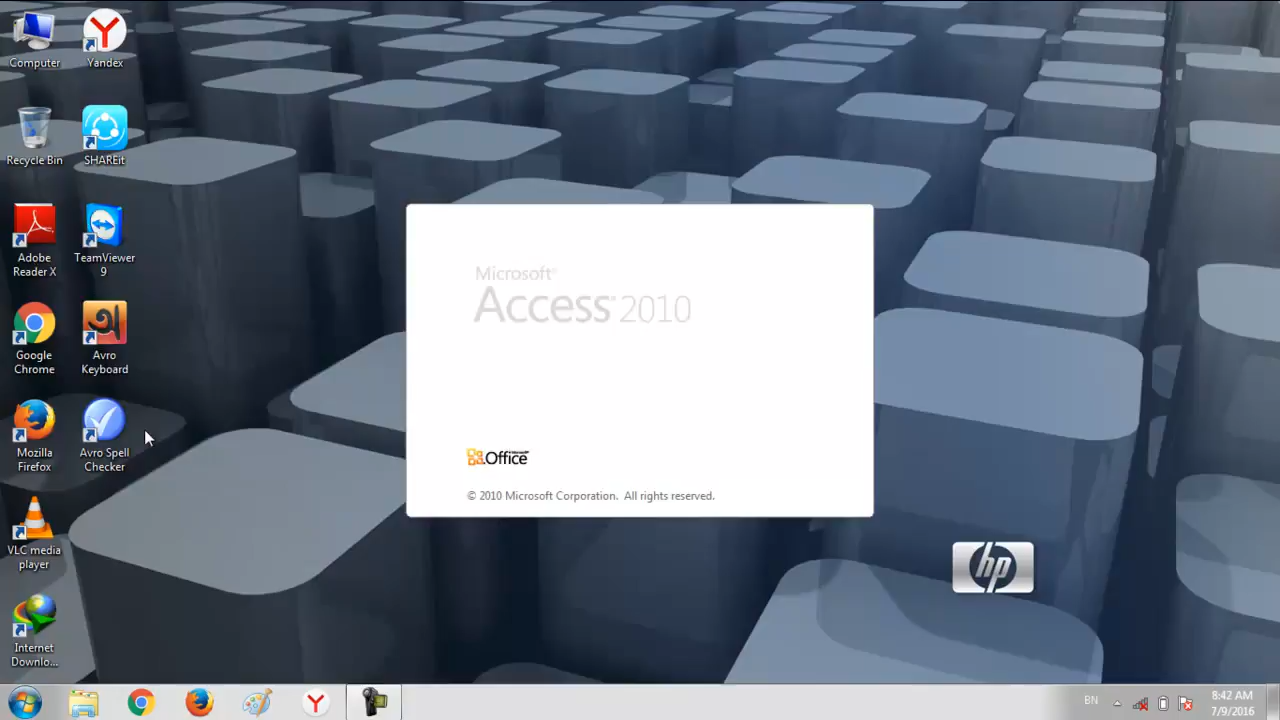 Computer
Yandex
Recycle Bin
SHAREit
Adobe
Reader X
TeamViewer
9
Google
Chrome
অ
Avro
Keyboard
Mozilla
Firefox
Avro Spell
Checker
VLC media
player
Internet
Downlo...
Microsoft®
Access® 2010
Office
© 2010 Microsoft Corporation. All rights reserved.
hp
BN
8:42 AM
7/9/2016